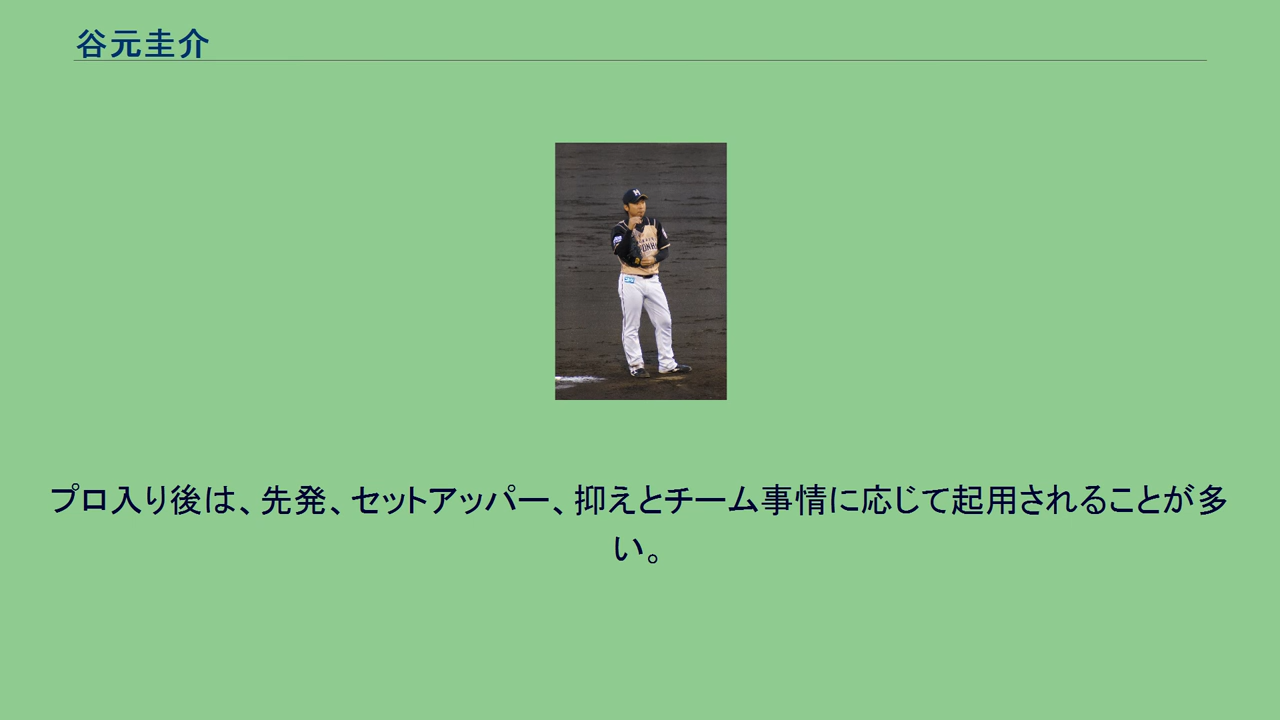 谷元圭介
プロ入り後は、先発、セットアッパー、抑えとチーム事情に応じて起用されることが多
い。